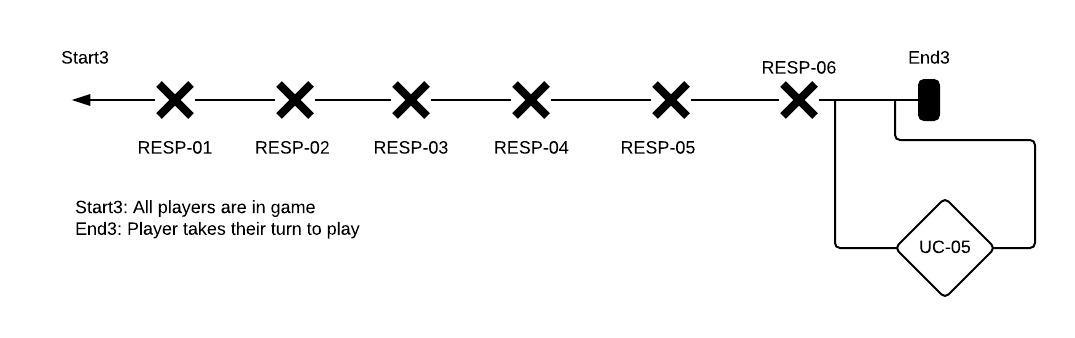 Start3
End3
RESP-06
RESP-01
RESP-02
RESP-03
RESP-04
RESP-05
Start3: All players are in game
End3: Player takes their turn to play
UC-05